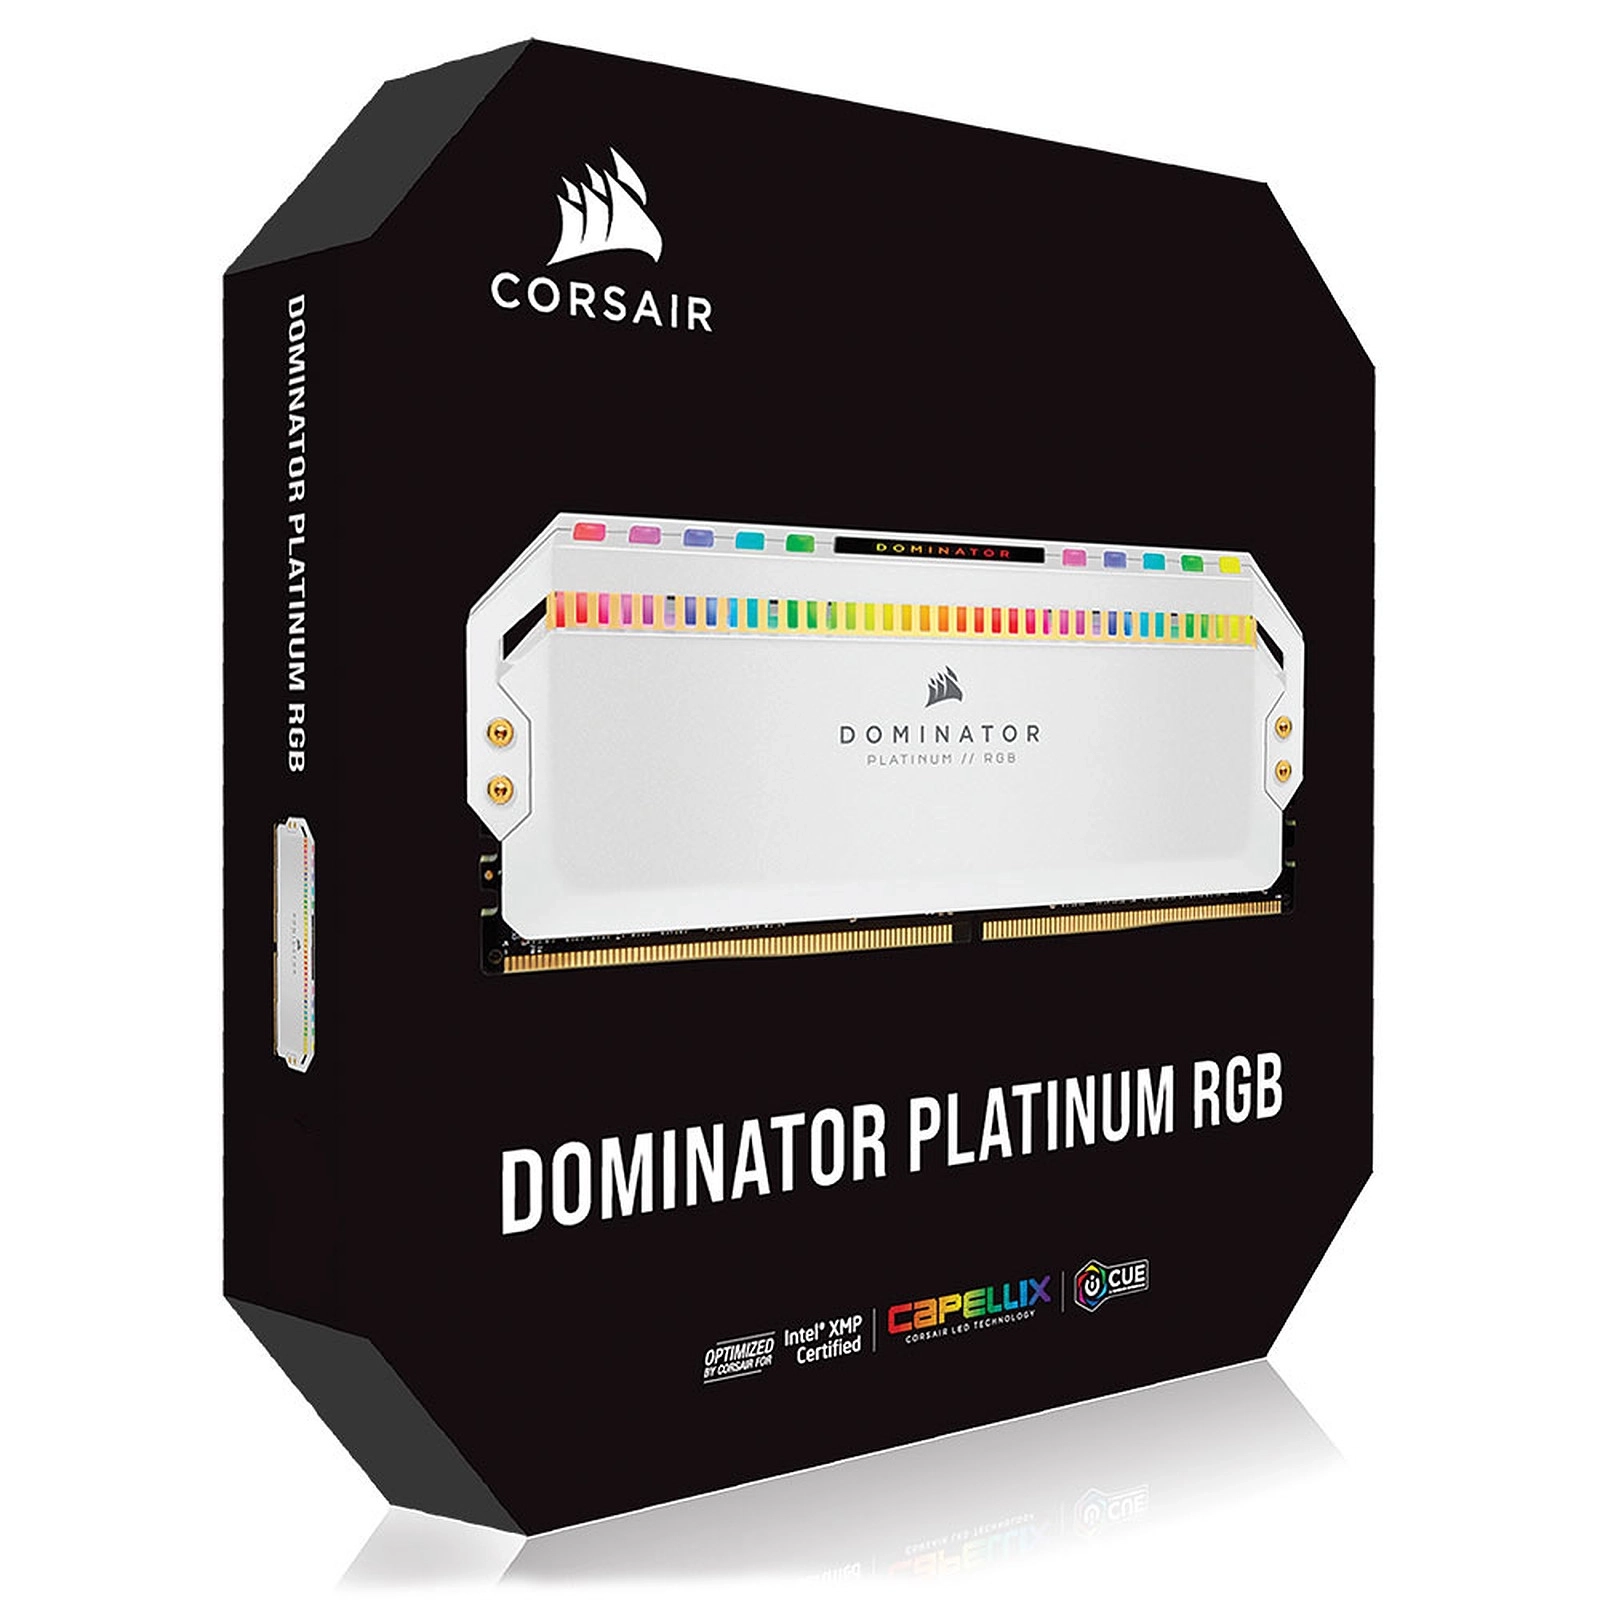 CORSAIR
DOMINATOR PLATINUM RGB
DOMINATOR
DOMINATOR
PLATINUM // RGB
DOMINATOR PLATINUM RGB
OPTIMIZED
BY CORSAIR FOR
Intel® XMP
Certified
CAPELLIX
CORSAIR LED TECHNOLOGY
iCUE